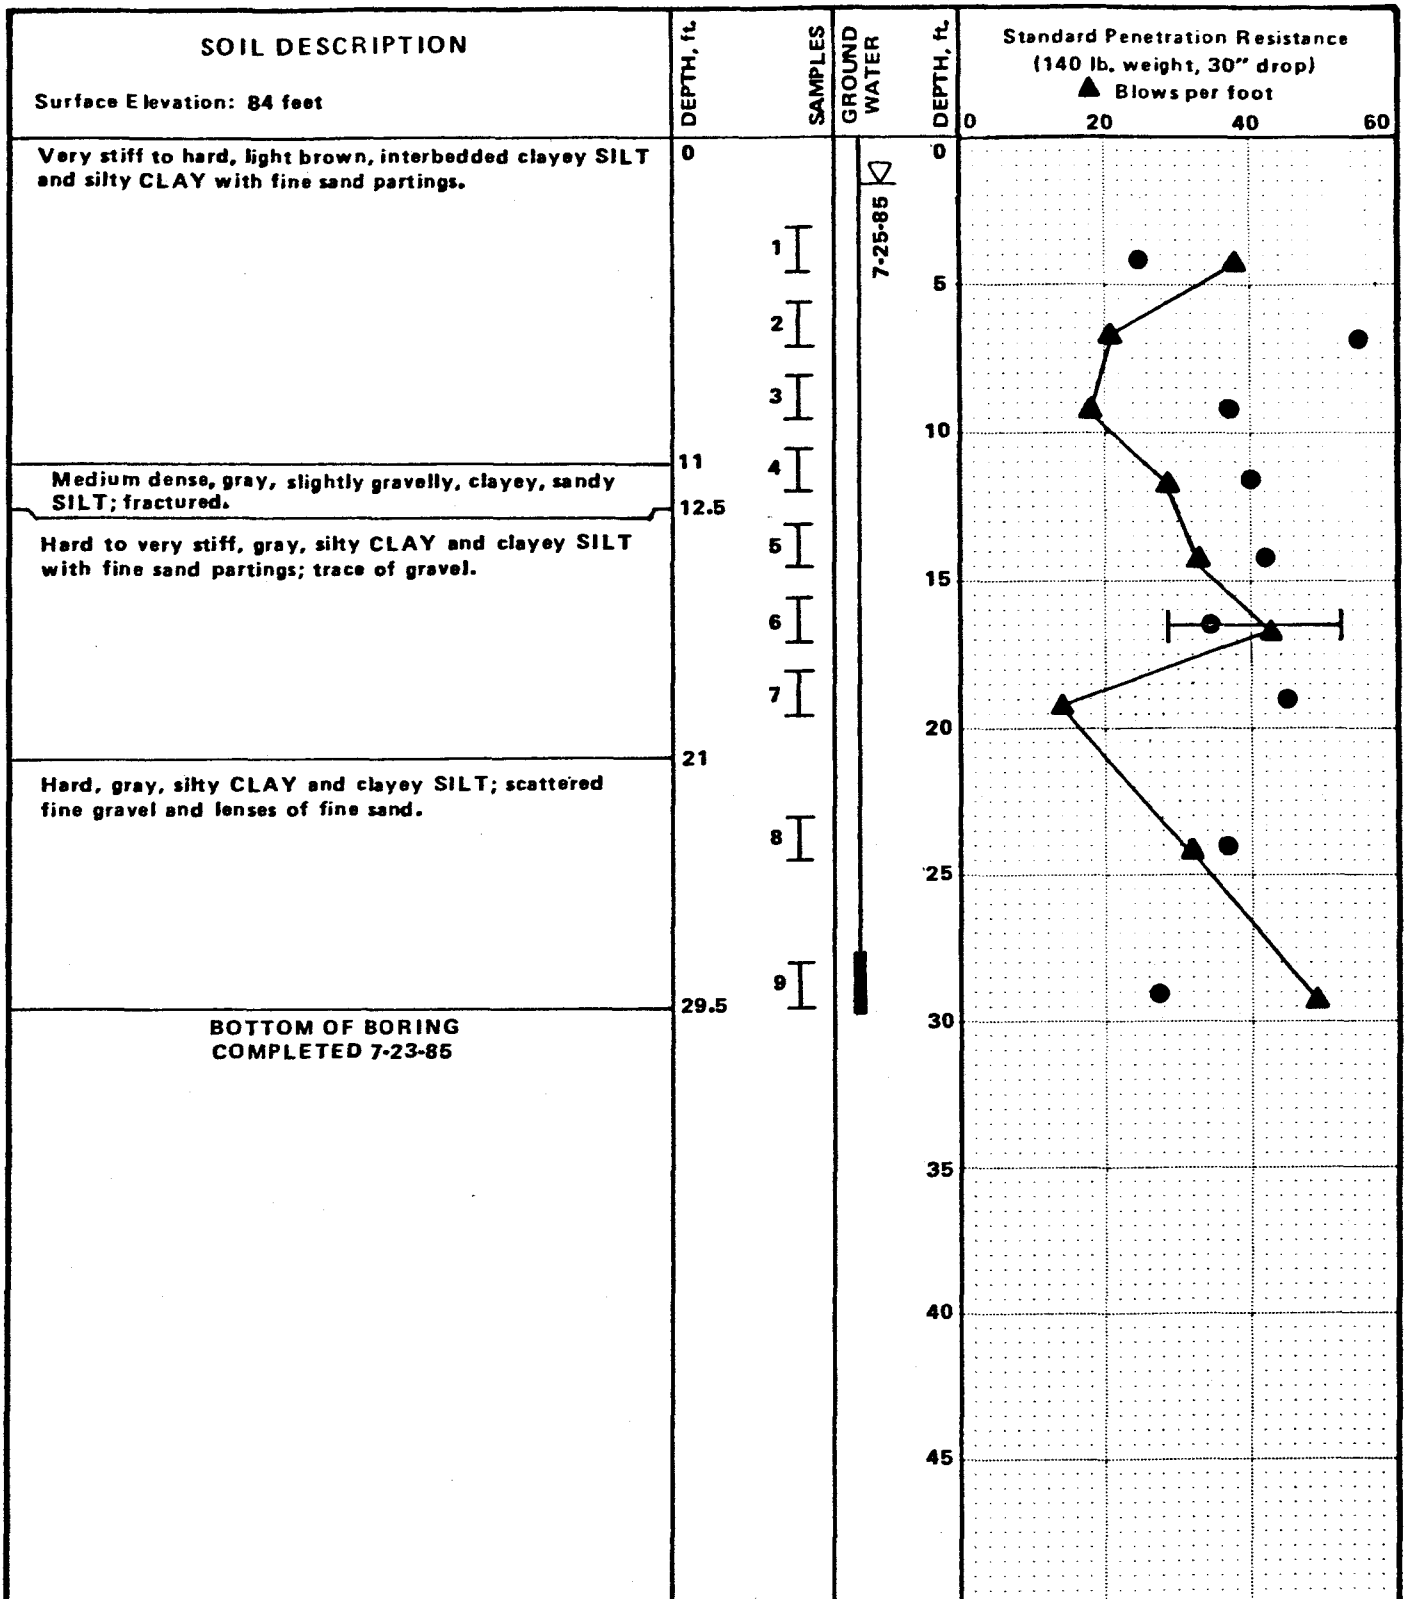 SOIL DESCRIPTION
Surface Elevation: 84 feet
DEPTH, ft.
SAMPLES
GROUND
WATER
DEPTH, ft.
Standard Penetration Resistance
(140 lb. weight, 30" drop)
▲ Blows per foot
0 20 40 60
Very stiff to hard, light brown, interbedded clayey SILT
and silty CLAY with fine sand partings.
0
0
7-25-85
1
5
2
3
10
11
4
Medium dense, gray, slightly gravelly, clayey, sandy
SILT; fractured.
12.5
Hard to very stiff, gray, silty CLAY and clayey SILT
with fine sand partings; trace of gravel.
5
15
6
7
20
21
Hard, gray, silty CLAY and clayey SILT; scattered
fine gravel and lenses of fine sand.
8
25
9
29.5
30
BOTTOM OF BORING
COMPLETED 7-23-85
35
40
45